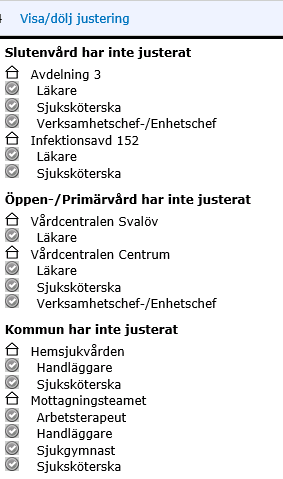 Visa/dölj justering
Slutenvård har inte justerat
Avdelning 3
Läkare
Sjuksköterska
Verksamhetschef-/Enhetschef
Infektionsavd 152
Läkare
Sjuksköterska
Öppen-/Primärvård har inte justerat
Vårdcentralen Svalöv
Läkare
Vårdcentralen Centrum
Läkare
Sjuksköterska
Verksamhetschef-/Enhetschef
Kommun har inte justerat
Hemsjukvården
Handläggare
Sjuksköterska
Mottagningsteamet
Arbetsterapeut
Handläggare
Sjukgymnast
Sjuksköterska